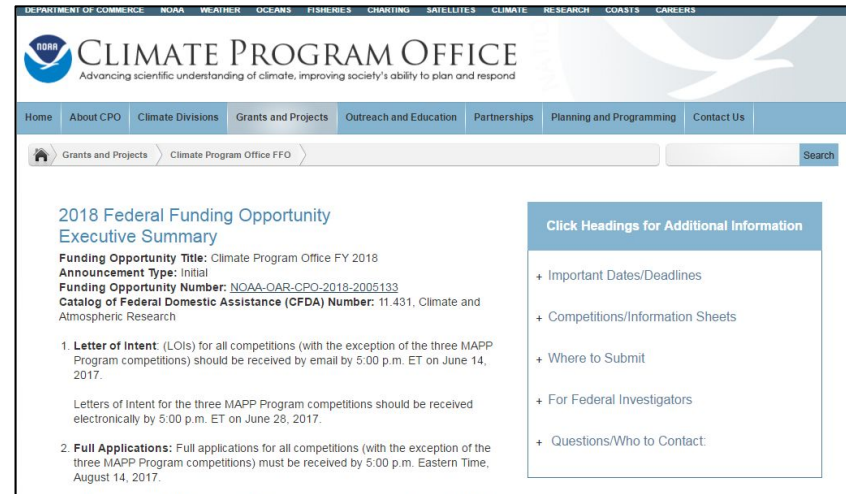 DEPARTMENT OF COMMERCE NOAA WEATHER OCEANS FISHERIES CHARTING SATELLITES CLIMATE RESEARCH COASTS CAREERS
NOAA
CLIMATE PROGRAM OFFICE
Advancing scientific understanding of climate, improving society's ability to plan and respond
Home About CPO Climate Divisions Grants and Projects Outreach and Education Partnerships Planning and Programming Contact Us
Grants and Projects Climate Program Office FFO Search
2018 Federal Funding Opportunity
Executive Summary
Funding Opportunity Title: Climate Program Office FY 2018
Announcement Type: Initial
Funding Opportunity Number: NOAA-OAR-CPO-2018-2005133
Catalog of Federal Domestic Assistance (CFDA) Number: 11.431, Climate and
Atmospheric Research
1. Letter of Intent: (LOIs) for all competitions (with the exception of the three MAPP
Program competitions) should be received by email by 5:00 p.m. ET on June 14,
2017.
Letters of Intent for the three MAPP Program competitions should be received
electronically by 5:00 p.m. ET on June 28, 2017.
2. Full Applications: Full applications for all competitions (with the exception of the
three MAPP Program competitions) must be received by 5:00 p.m. Eastern Time,
August 14, 2017.
Click Headings for Additional Information
+ Important Dates/Deadlines
+ Competitions/Information Sheets
+ Where to Submit
+ For Federal Investigators
+ Questions/Who to Contact: